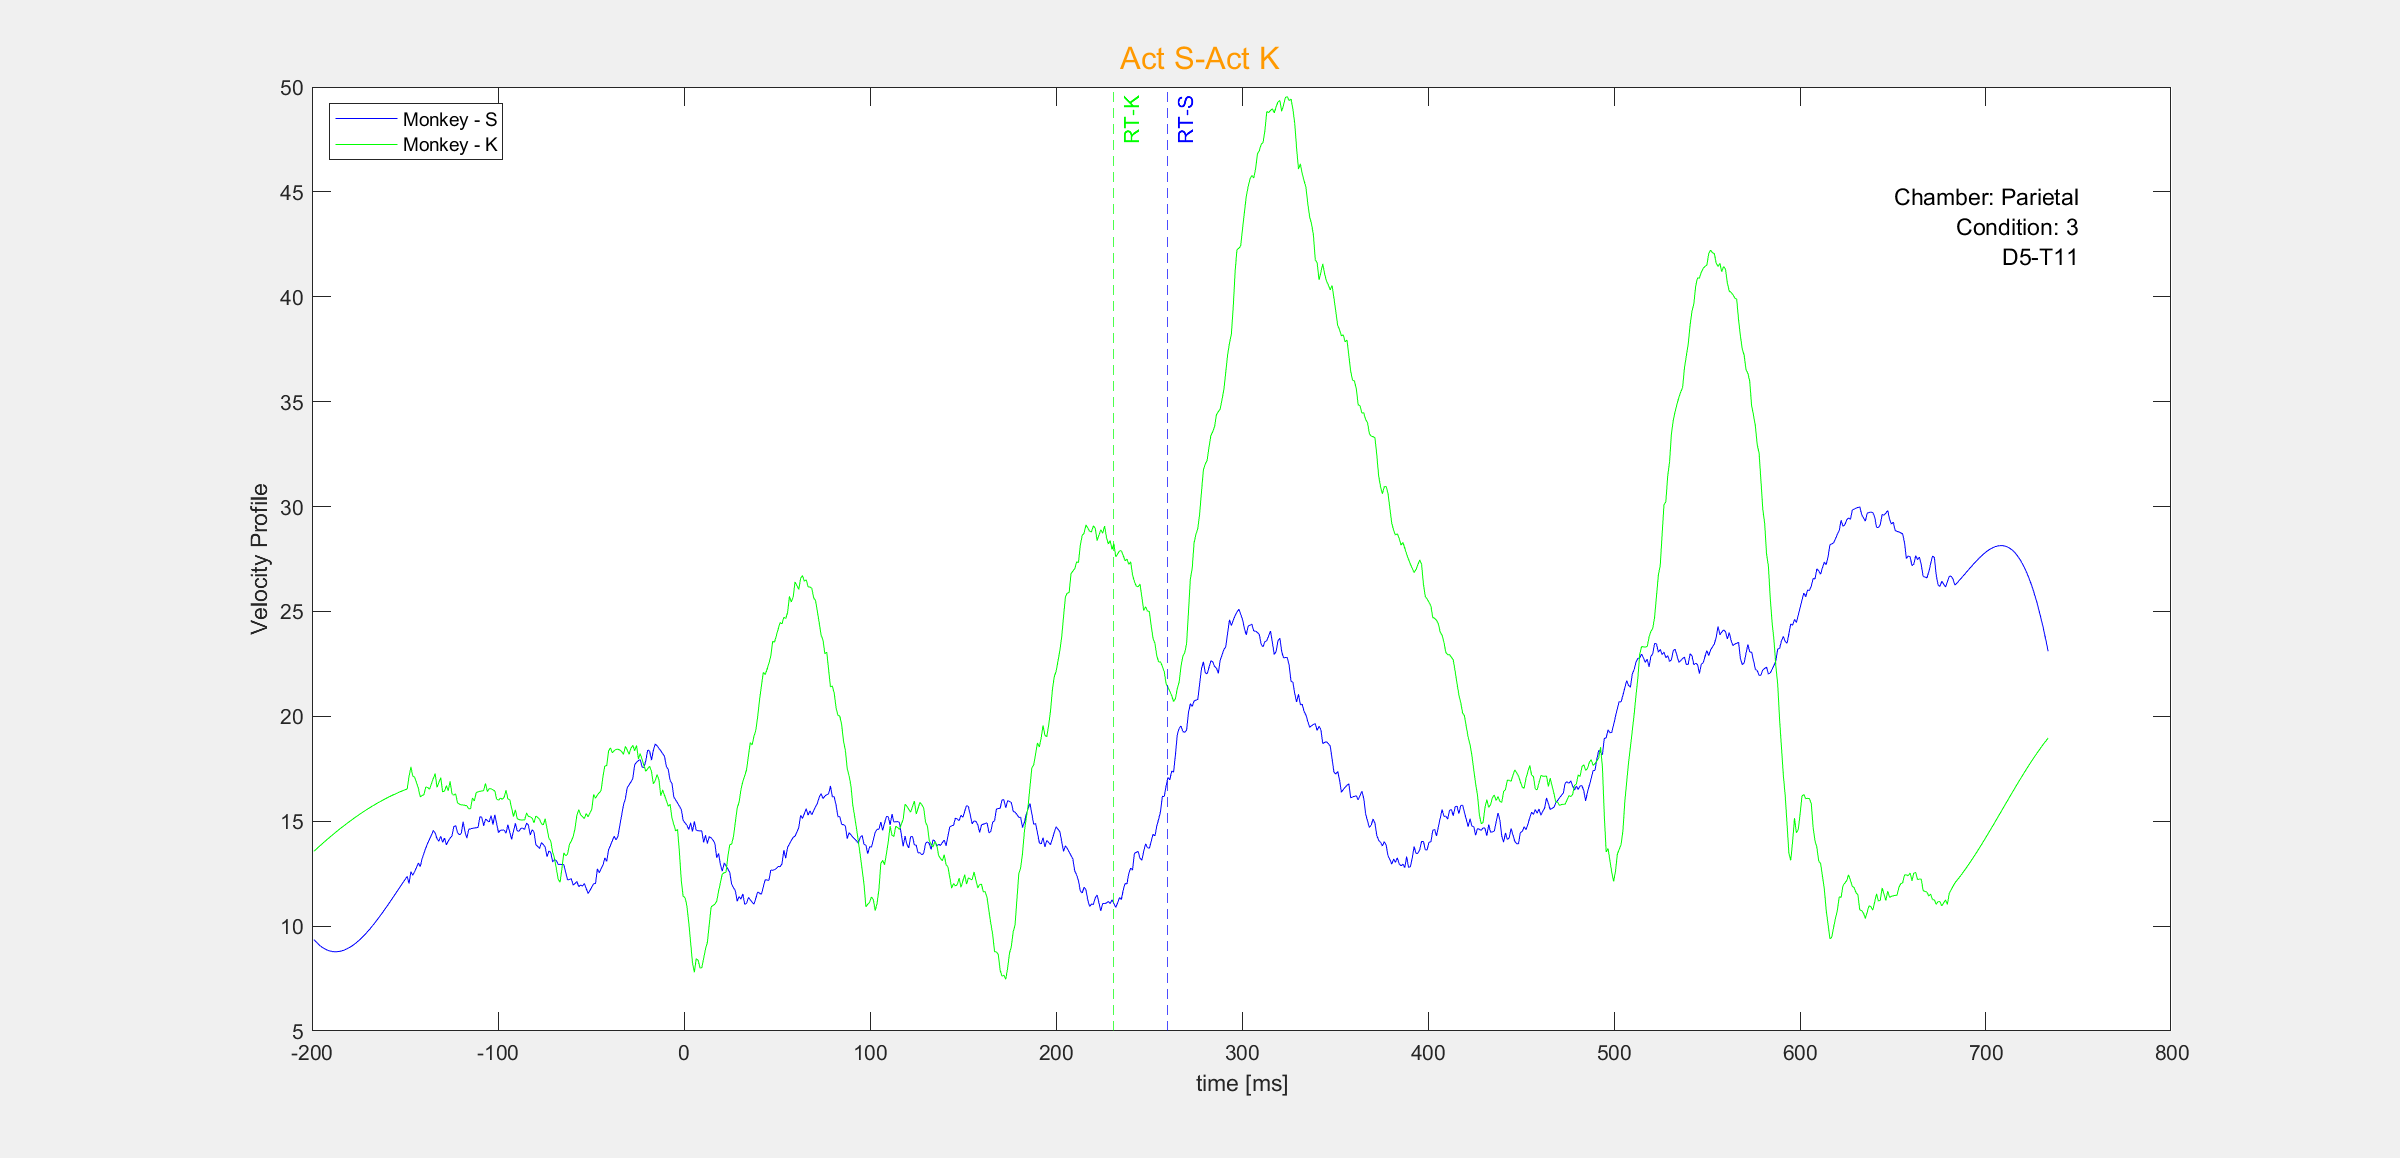 Act S-Act K
50
45
40
35
30
25
20
15
10
5
Velocity Profile
Monkey - S
Monkey - K
RT-K
RT-S
Chamber: Parietal
Condition: 3
D5-T11
-200 -100 0 100 200 300 400 500 600 700 800
time [ms]